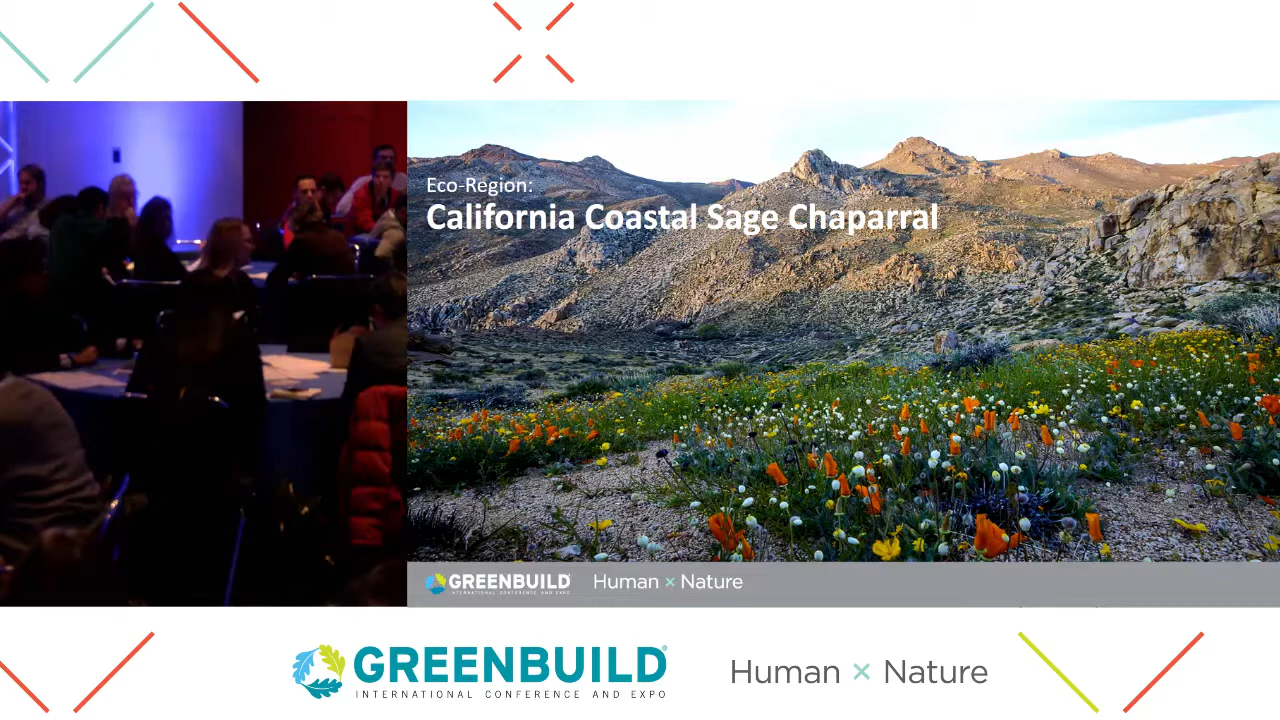 Eco-Region:
California Coastal Sage Chaparral
GREENBUILD
INTERNATIONAL CONFERENCE AND EXPO
Human × Nature
GREENBUILD®
INTERNATIONAL CONFERENCE AND EXPO
Human × Nature